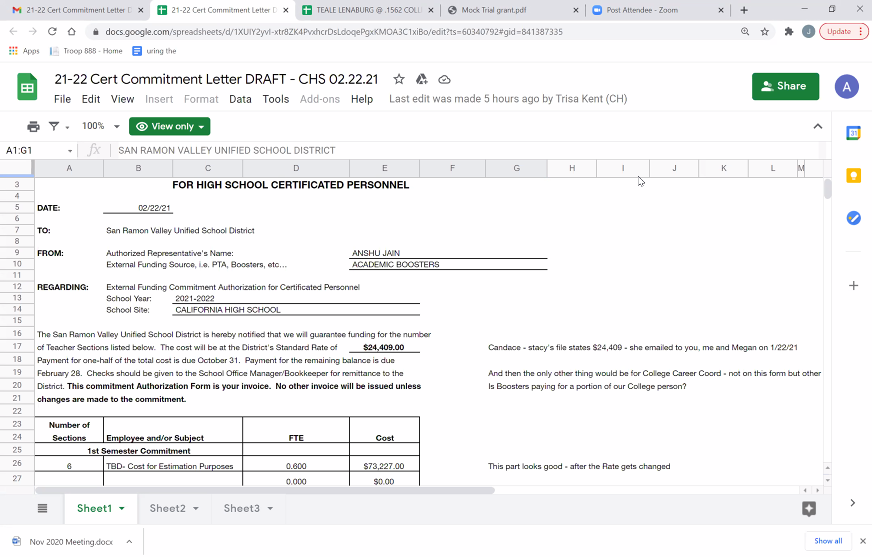 21-22 Cert Commitment Letter D
21-22 Cert Commitment Letter D
TEALE LENABURG @ .1562 COLL
Mock Trial grant.pdf
Post Attendee - Zoom
docs.google.com/spreadsheets/d/1XUIY2yvI-xtr8ZK4PvxhcrDsLdoqePgxKMOA3C1xiBo/edit?ts=60340792#gid=841387335
Update
Apps
Troop 888 - Home
uring the
21-22 Cert Commitment Letter DRAFT - CHS 02.22.21
File Edit View Insert Format Data Tools Add-ons Help Last edit was made 5 hours ago by Trisa Kent (CH)
Share
A
100%
View only
A1:G1
fx
SAN RAMON VALLEY UNIFIED SCHOOL DISTRICT
A B C D E F G H I J K L M
3 FOR HIGH SCHOOL CERTIFICATED PERSONNEL
4
5 DATE: 02/22/21
6
7 TO: San Ramon Valley Unified School District
8
9 FROM: Authorized Representative's Name: ANSHU JAIN
10 External Funding Source, i.e. PTA, Boosters, etc... ACADEMIC BOOSTERS
11
12 REGARDING: External Funding Commitment Authorization for Certificated Personnel
13 School Year: 2021-2022
14 School Site: CALIFORNIA HIGH SCHOOL
15
16 The San Ramon Valley Unified School District is hereby notified that we will guarantee funding for the number
17 of Teacher Sections listed below. The cost will be at the District's Standard Rate of $24,409.00 Candace - stacy's file states $24,409 - she emailed to you, me and Megan on 1/22/21
18 Payment for one-half of the total cost is due October 31. Payment for the remaining balance is due
19 February 28. Checks should be given to the School Office Manager/Bookkeeper for remittance to the And then the only other thing would be for College Career Coord - not on this form but other
20 District. This commitment Authorization Form is your invoice. No other invoice will be issued unless Is Boosters paying for a portion of our College person?
21 changes are made to the commitment.
22
23 Number of
24 Sections Employee and/or Subject FTE Cost
25 1st Semester Commitment
26 6 TBD- Cost for Estimation Purposes 0.600 $73,227.00 This part looks good - after the Rate gets changed
27 0.000 $0.00
Sheet1 Sheet2 Sheet3
Nov 2020 Meeting.docx
Show all